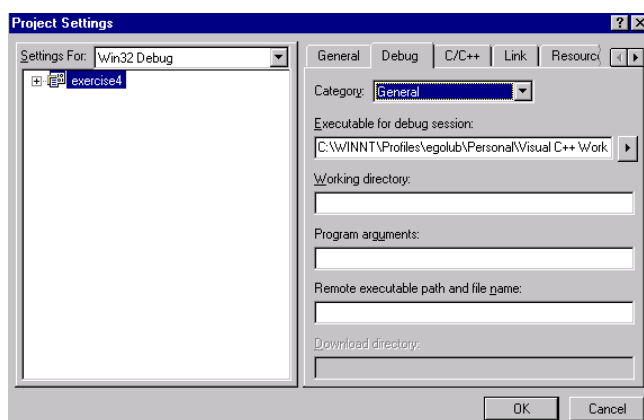 Project Settings
Settings For: Win32 Debug
exercise4
General Debug C/C++ Link Resourc
Category: General
Executable for debug session:
C:\WINNT\Profiles\egolub\Personal\Visual C++ Work
Working directory:
Program arguments:
Remote executable path and file name:
Download directory:
OK Cancel